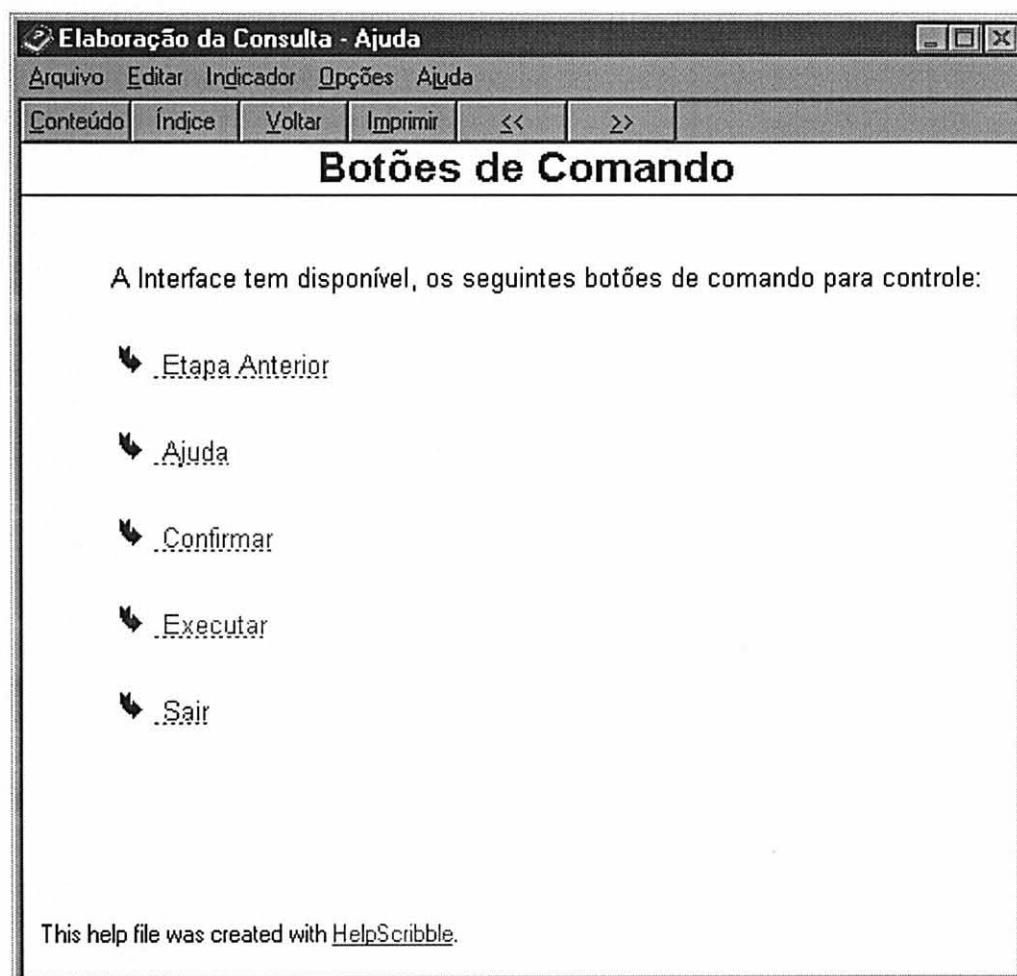 Elaboração da Consulta - Ajuda
Arquivo Editar Indicador Opções Ajuda
Conteúdo Índice Voltar Imprimir << >>
Botões de Comando
A Interface tem disponível, os seguintes botões de comando para controle:
Etapa Anterior
Ajuda
Confirmar
Executar
Sair
This help file was created with HelpScribble.